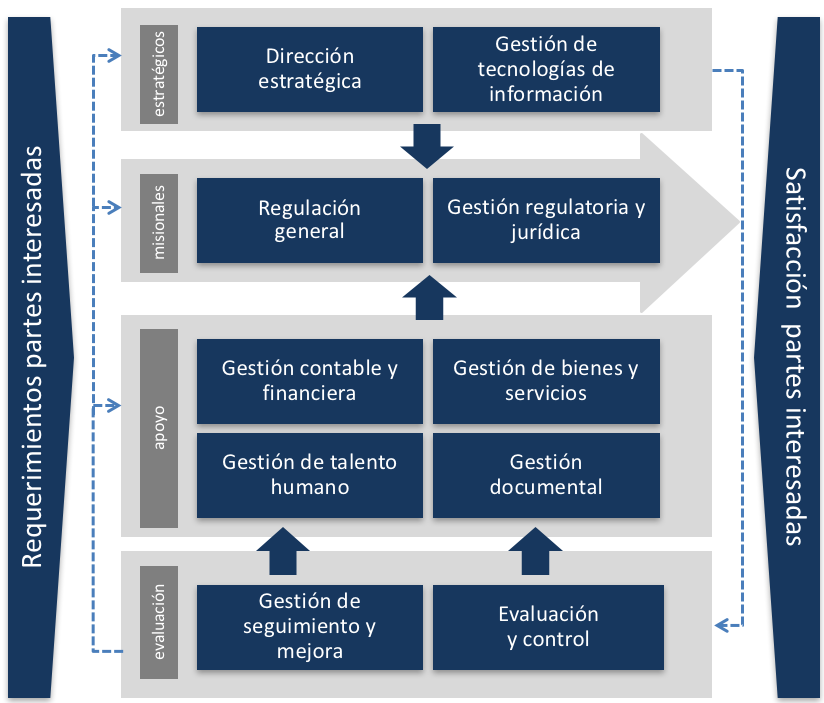 Requerimientos partes interesadas
estratégicos
Dirección
estratégica
Gestión de
tecnologías de
información
misionales
Regulación
general
Gestión regulatoria y
jurídica
apoyo
Gestión contable y
financiera
Gestión de bienes y
servicios
Gestión de talento
humano
Gestión
documental
evaluación
Gestión de
seguimiento y
mejora
Evaluación
y control
Satisfacción partes interesadas